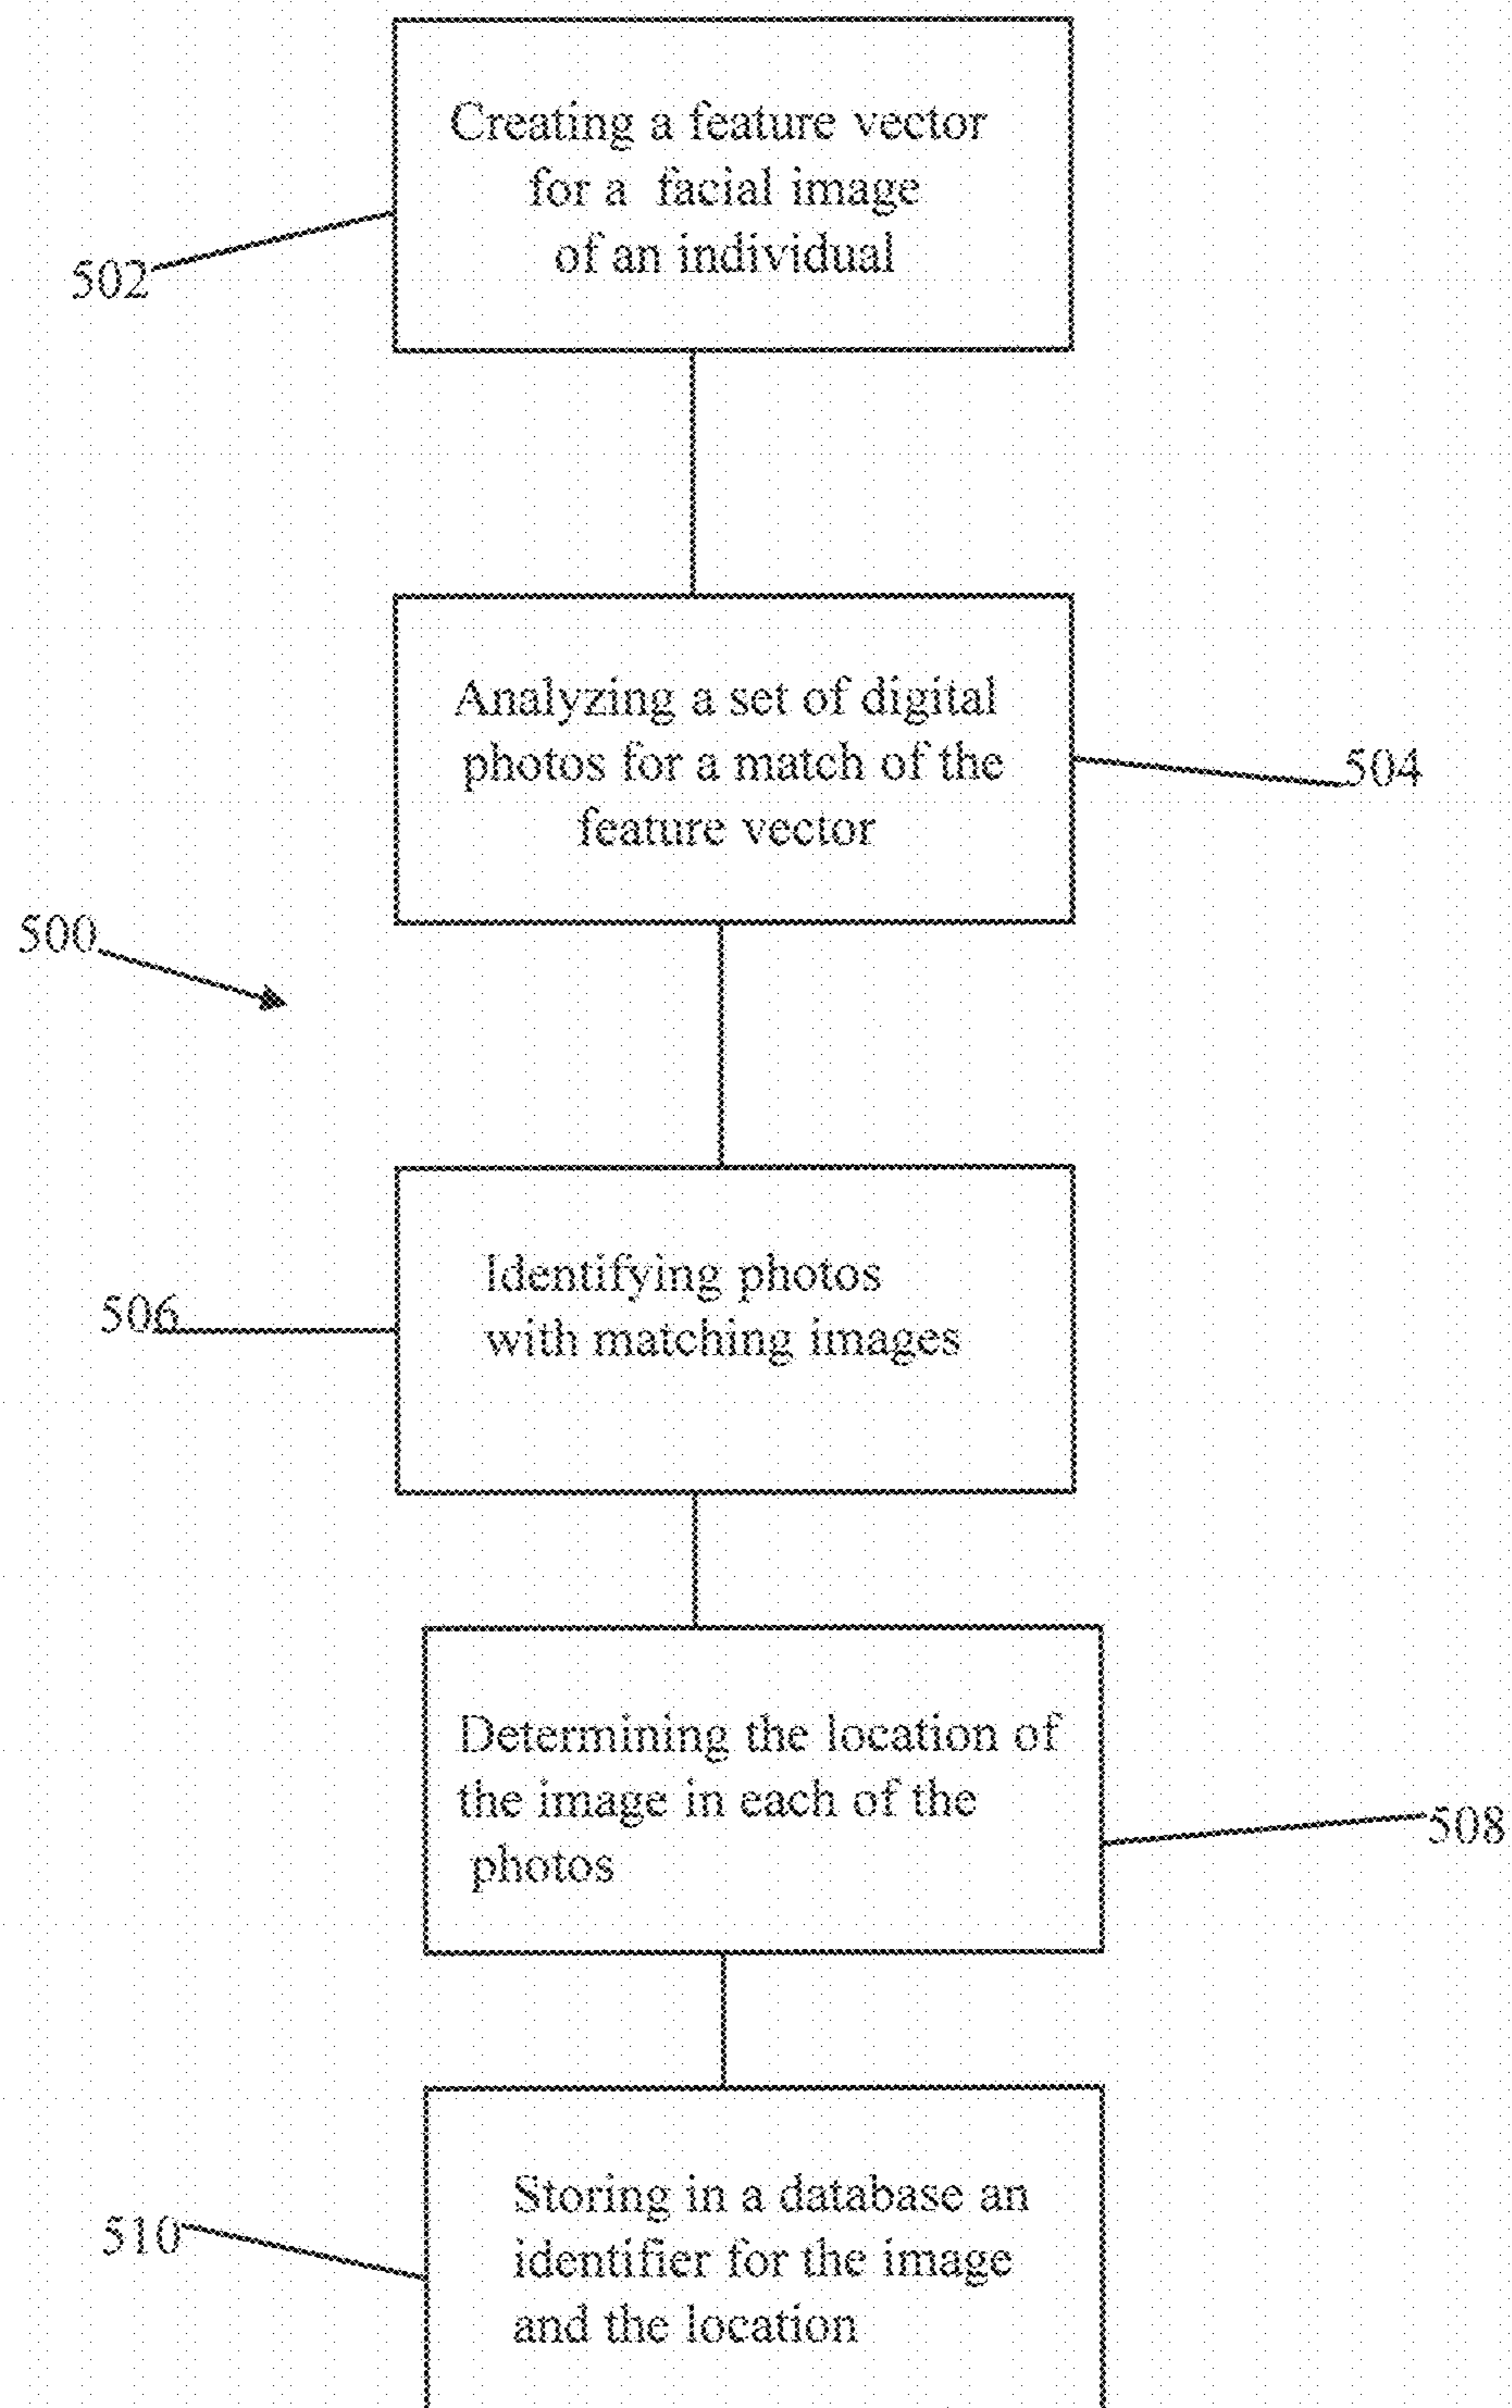 Creating a feature vector
for a facial image
of an individual
502
Analyzing a set of digital
photos for a match of the
feature vector
504
500
Identifying photos
with matching images
506
Determining the location of
the image in each of the
photos
508
Storing in a database an
identifier for the image
and the location
510